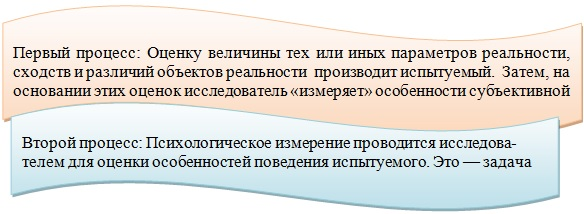 Первый процесс: Оценку величины тех или иных параметров реальности,
сходств и различий объектов реальности производит испытуемый. Затем, на
основании этих оценок исследователь «измеряет» особенности субъективной
Второй процесс: Психологическое измерение проводится исследова-
телем для оценки особенностей поведения испытуемого. Это — задача